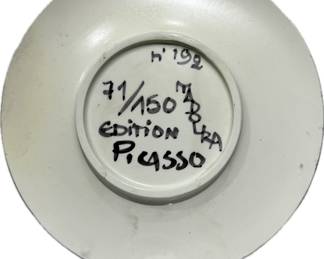 N° 192
71/150
MADOURA
EDITION
PICASSO